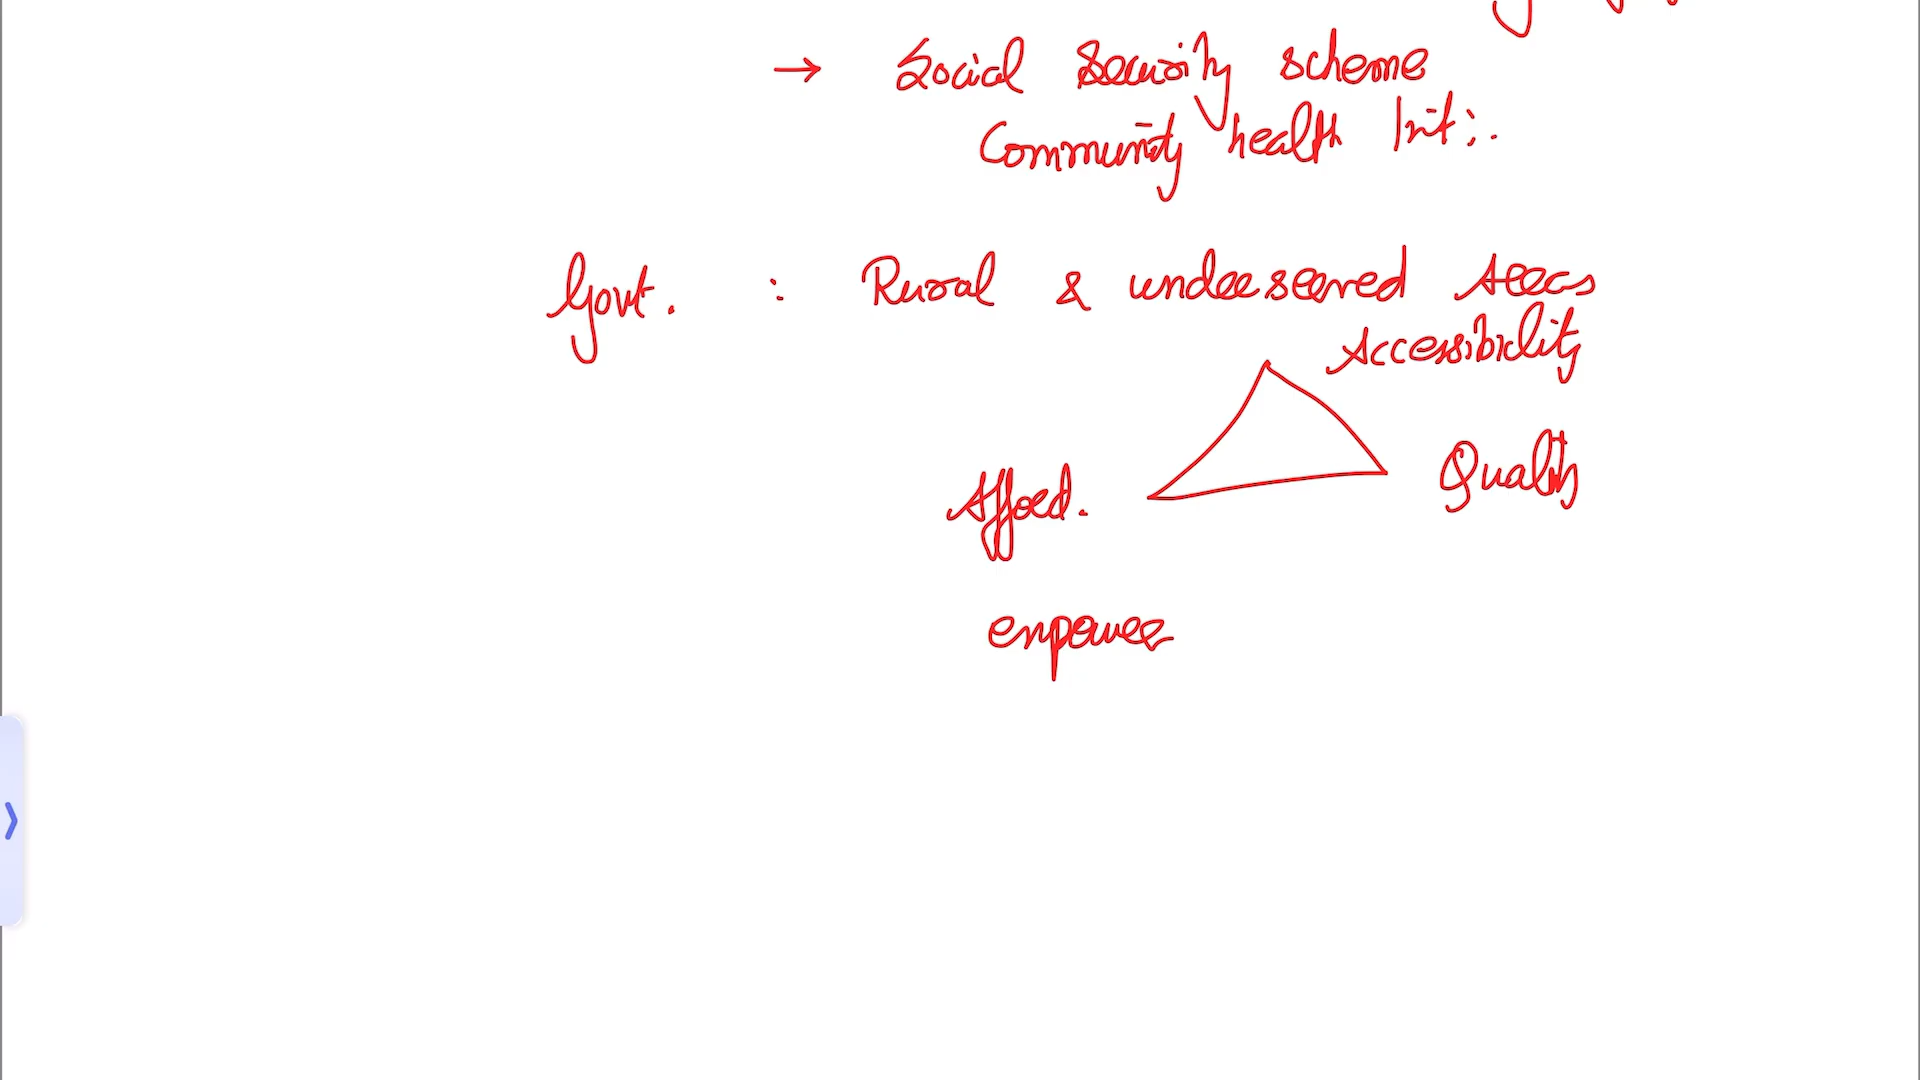 → Social Security scheme
Community health Init:.
Govt. : Rural & underserved Areas
Accessibility
Quality
Afford.
empower